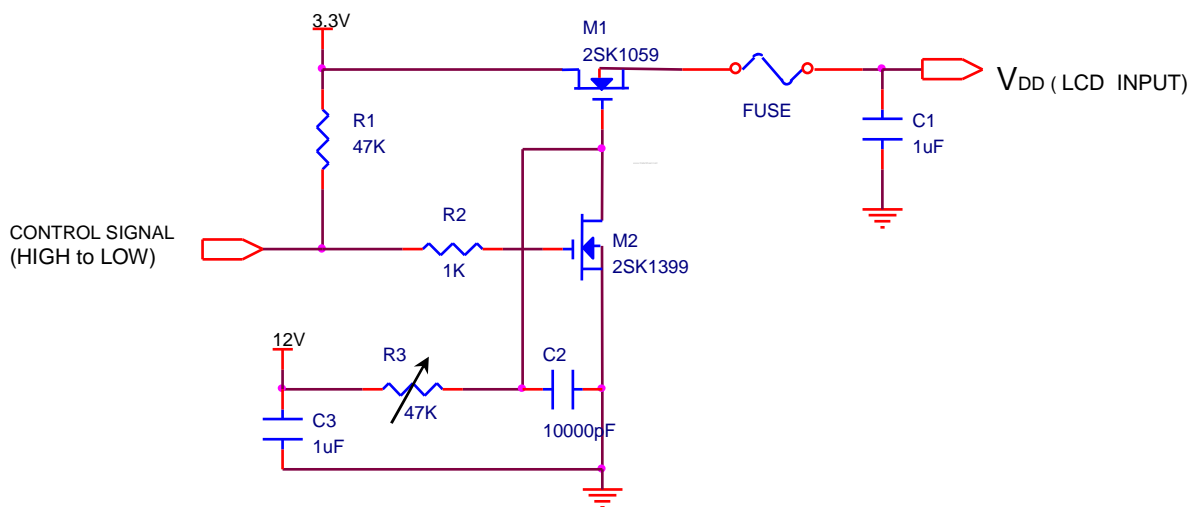 3.3V
M1
2SK1059
FUSE
VDD ( LCD INPUT)
R1
47K
C1
1uF
CONTROL SIGNAL
(HIGH to LOW)
R2
1K
M2
2SK1399
12V
R3
47K
C2
10000pF
C3
1uF